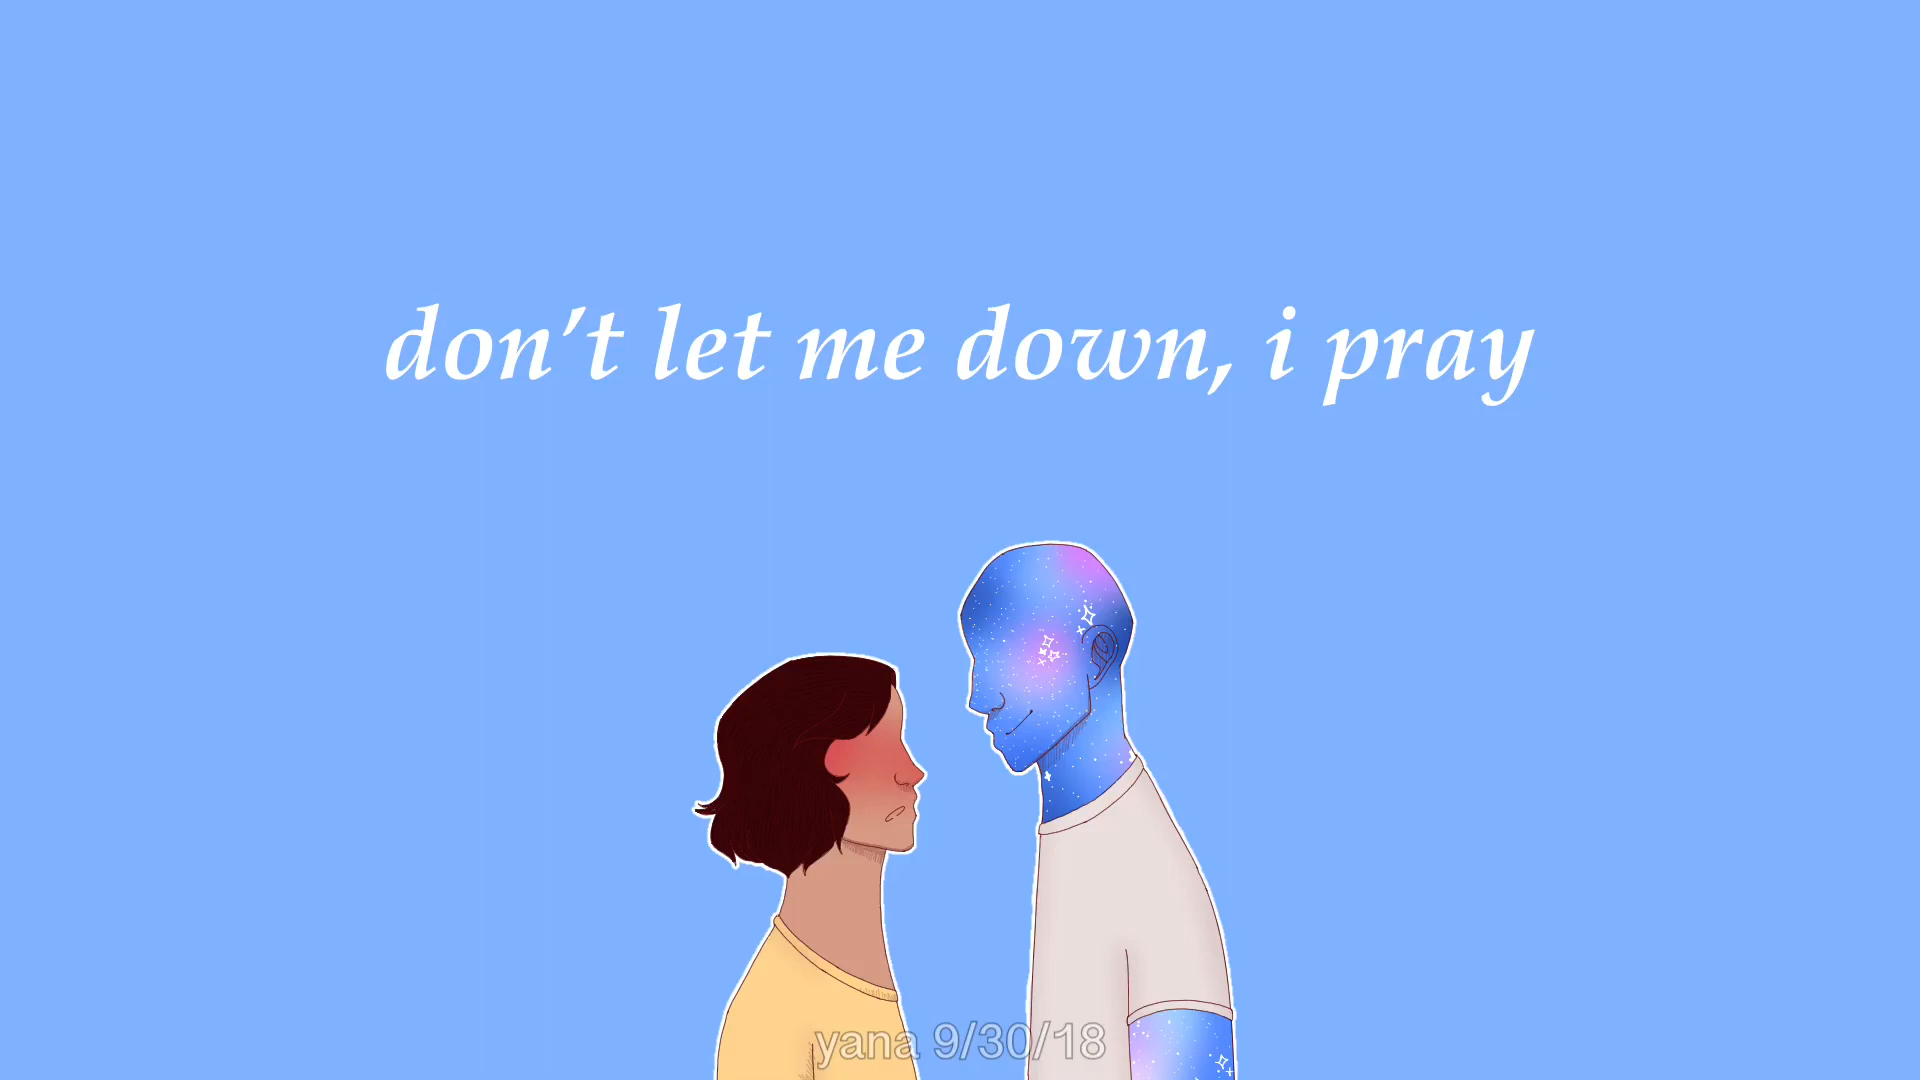 don’t let me down, i pray
yana 9/30/18